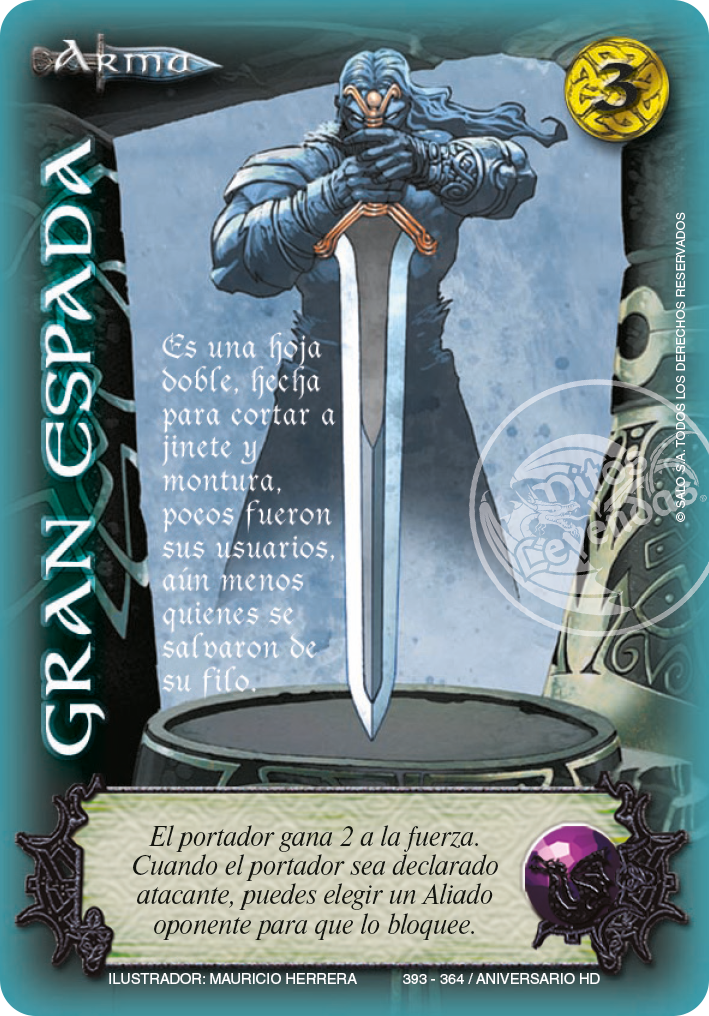 Arma
3
GRAN ESPADA
Es una hoja
doble, hecha
para cortar a
jinete y
montura,
pocos fueron
sus usuarios,
aún menos
quienes se
salvaron de
su filo.
© SALO S.A. TODOS LOS DERECHOS RESERVADOS
Mitos
Leyendas®
El portador gana 2 a la fuerza.
Cuando el portador sea declarado
atacante, puedes elegir un Aliado
oponente para que lo bloquee.
ILUSTRADOR: MAURICIO HERRERA 393 - 364 / ANIVERSARIO HD